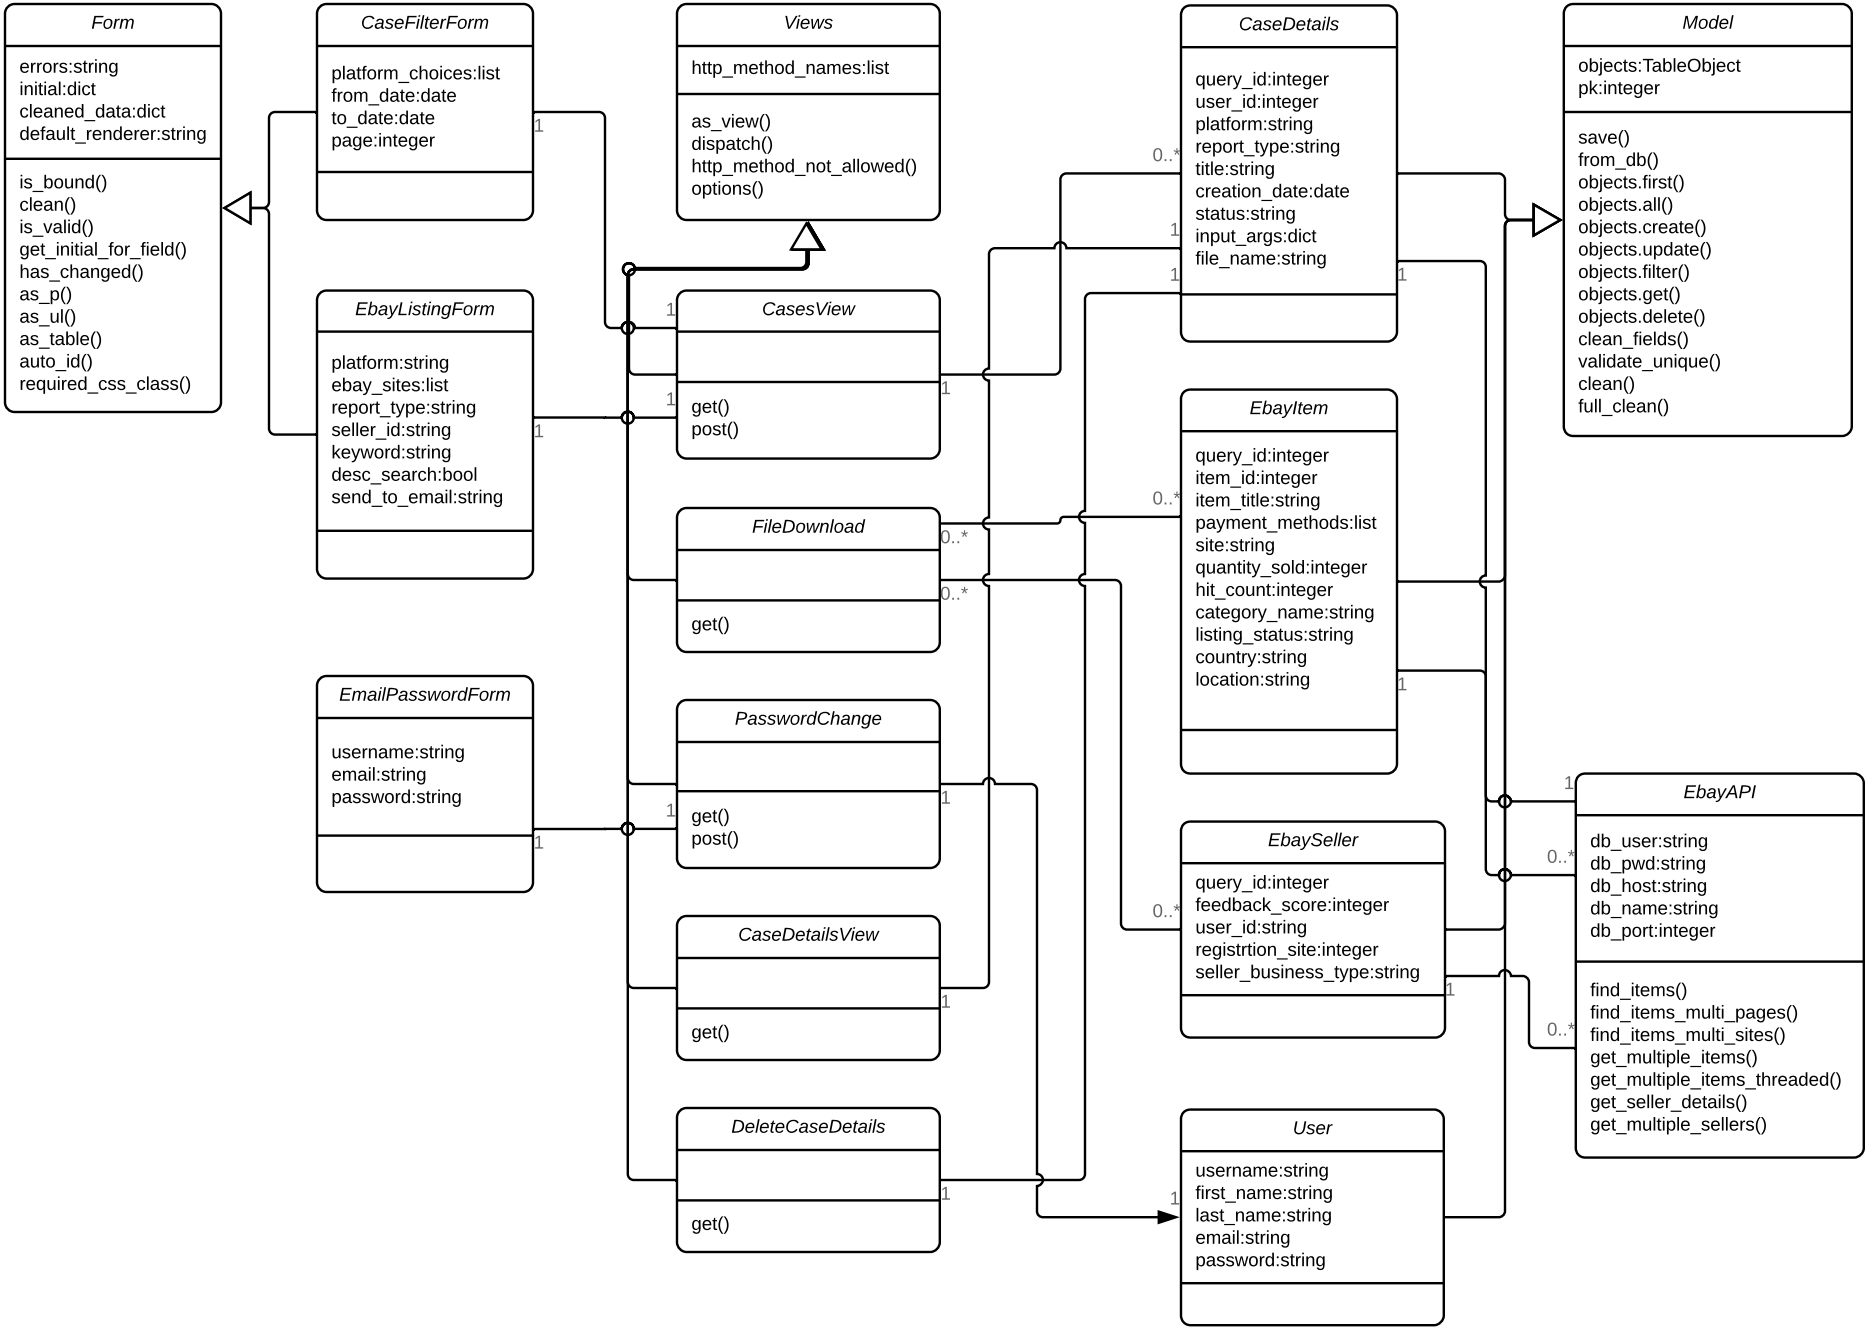 Form
errors:string
initial:dict
cleaned_data:dict
default_renderer:string
is_bound()
clean()
is_valid()
get_initial_for_field()
has_changed()
as_p()
as_ul()
as_table()
auto_id()
required_css_class()
CaseFilterForm
platform_choices:list
from_date:date
to_date:date
page:integer
1
EbayListingForm
platform:string
ebay_sites:list
report_type:string
seller_id:string
keyword:string
desc_search:bool
send_to_email:string
1
EmailPasswordForm
username:string
email:string
password:string
1
Views
http_method_names:list
as_view()
dispatch()
http_method_not_allowed()
options()
1
1
CasesView
get()
post()
1
FileDownload
get()
0..*
0..*
1
PasswordChange
get()
post()
1
CaseDetailsView
get()
1
DeleteCaseDetails
get()
1
0..*
1
1
CaseDetails
query_id:integer
user_id:integer
platform:string
report_type:string
title:string
creation_date:date
status:string
input_args:dict
file_name:string
1
0..*
EbayItem
query_id:integer
item_id:integer
item_title:string
payment_methods:list
site:string
quantity_sold:integer
hit_count:integer
category_name:string
listing_status:string
country:string
location:string
1
0..*
EbaySeller
query_id:integer
feedback_score:integer
user_id:string
registrtion_site:integer
seller_business_type:string
1
1
User
username:string
first_name:string
last_name:string
email:string
password:string
Model
objects:TableObject
pk:integer
save()
from_db()
objects.first()
objects.all()
objects.create()
objects.update()
objects.filter()
objects.get()
objects.delete()
clean_fields()
validate_unique()
clean()
full_clean()
1
0..*
0..*
EbayAPI
db_user:string
db_pwd:string
db_host:string
db_name:string
db_port:integer
find_items()
find_items_multi_pages()
find_items_multi_sites()
get_multiple_items()
get_multiple_items_threaded()
get_seller_details()
get_multiple_sellers()